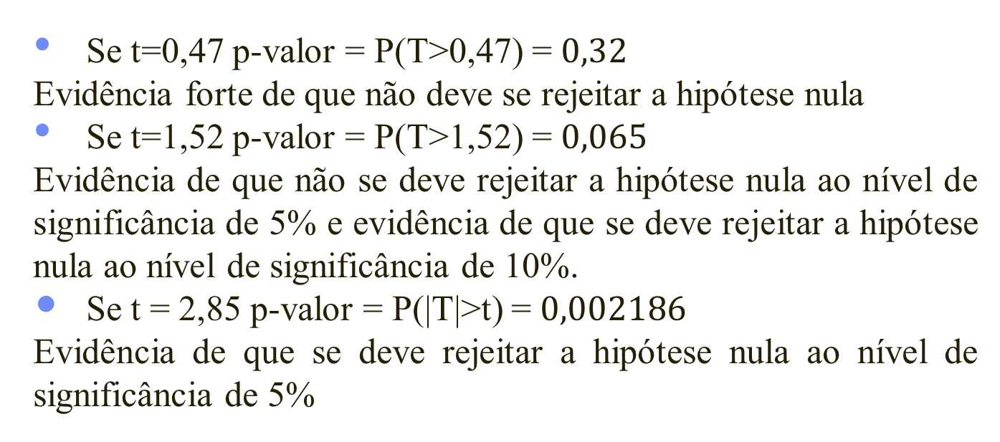 • Se t=0,47 p-valor = P(T>0,47) = 0,32
Evidência forte de que não deve se rejeitar a hipótese nula
• Se t=1,52 p-valor = P(T>1,52) = 0,065
Evidência de que não se deve rejeitar a hipótese nula ao nível de
significância de 5% e evidência de que se deve rejeitar a hipótese
nula ao nível de significância de 10%.
• Se t = 2,85 p-valor = P(|T|>t) = 0,002186
Evidência de que se deve rejeitar a hipótese nula ao nível de
significância de 5%